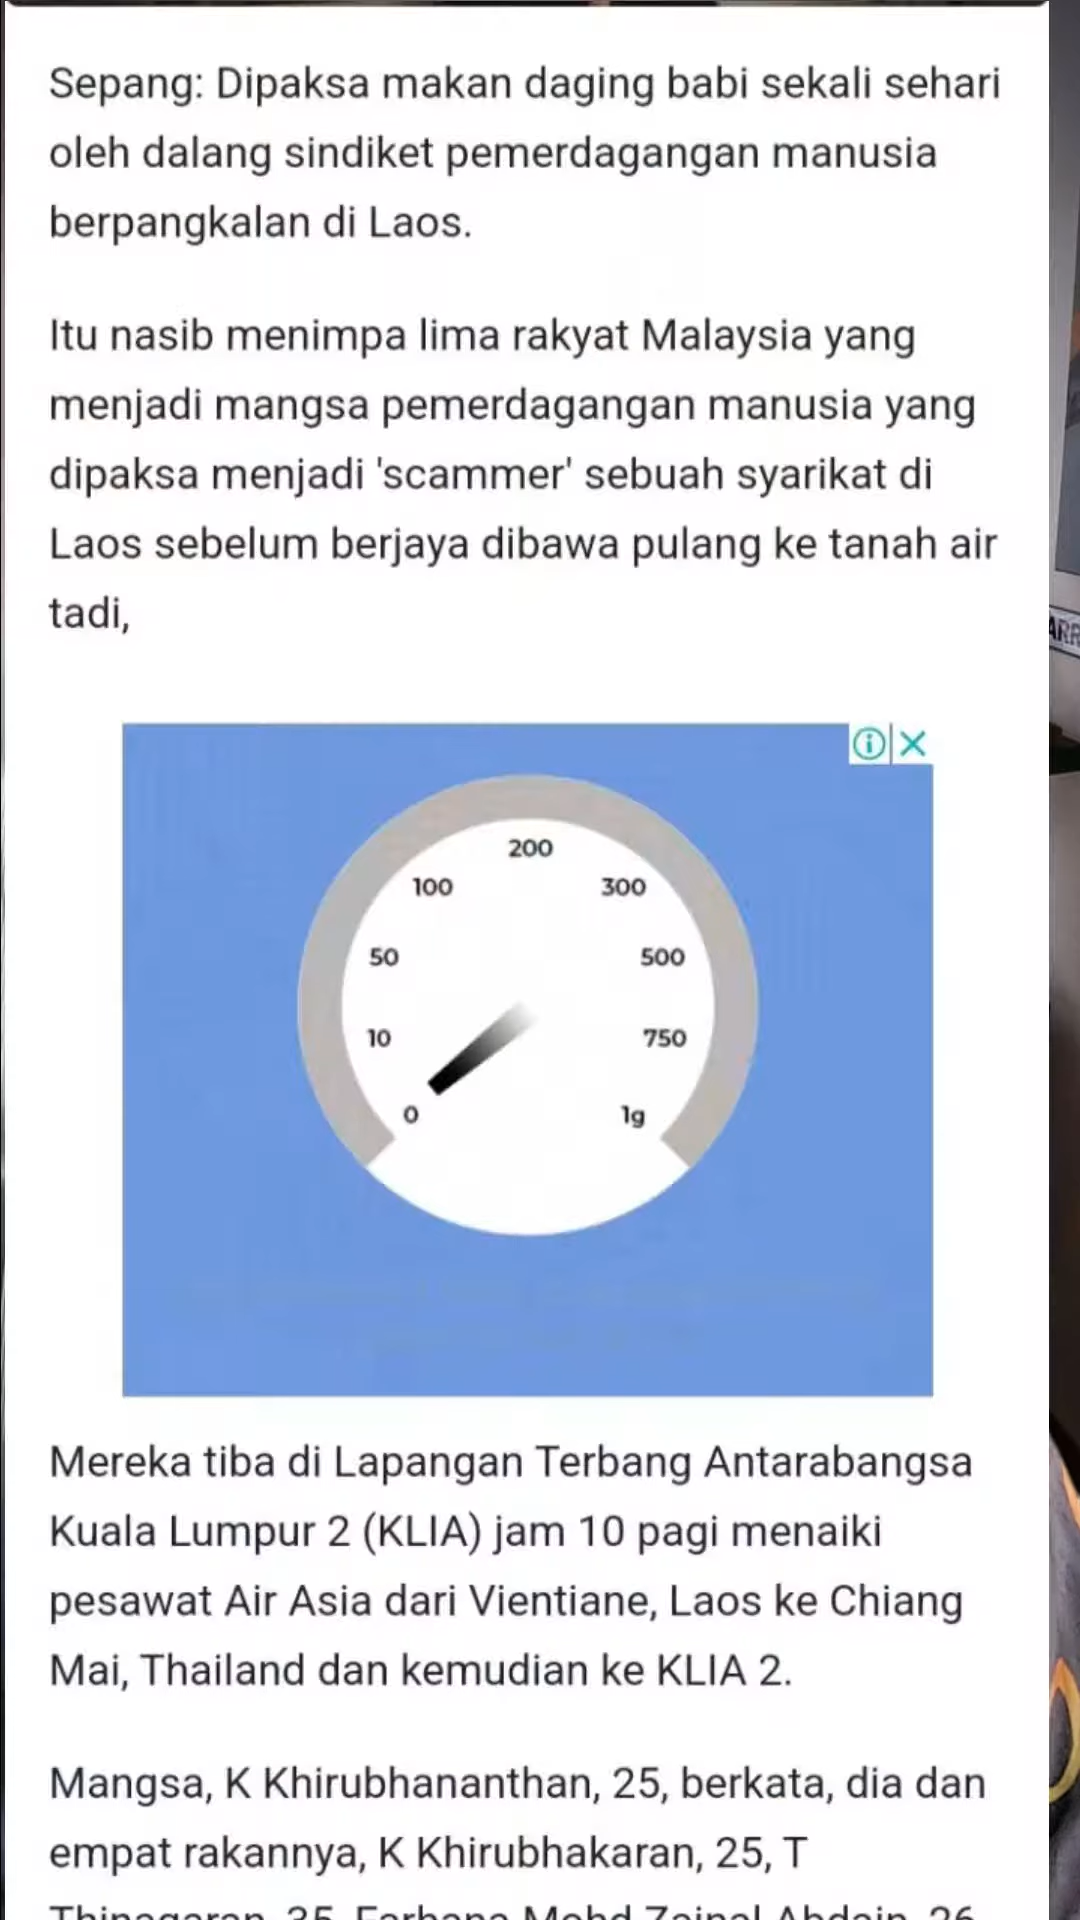 Sepang: Dipaksa makan daging babi sekali sehari
oleh dalang sindiket pemerdagangan manusia
berpangkalan di Laos.
Itu nasib menimpa lima rakyat Malaysia yang
menjadi mangsa pemerdagangan manusia yang
dipaksa menjadi 'scammer' sebuah syarikat di
Laos sebelum berjaya dibawa pulang ke tanah air
tadi,
200
100
300
50
500
10
750
0
1g
Mereka tiba di Lapangan Terbang Antarabangsa
Kuala Lumpur 2 (KLIA) jam 10 pagi menaiki
pesawat Air Asia dari Vientiane, Laos ke Chiang
Mai, Thailand dan kemudian ke KLIA 2.
Mangsa, K Khirubhananthan, 25, berkata, dia dan
empat rakannya, K Khirubhakaran, 25, T